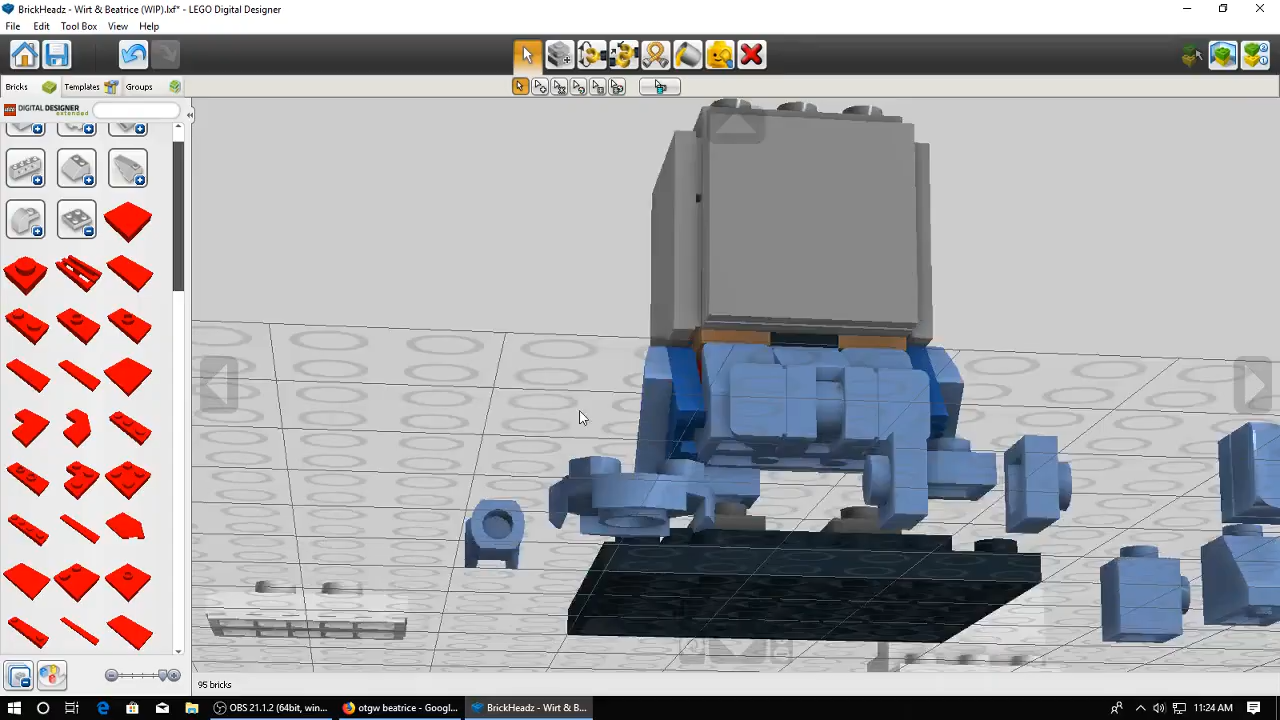 BrickHeadz - Wirt & Beatrice (WIP).lxf* - LEGO Digital Designer
File Edit Tool Box View Help
Bricks Templates Groups
LEGO DIGITAL DESIGNER
extended
95 bricks
OBS 21.1.2 (64bit, win... otgw beatrice - Googl... BrickHeadz - Wirt & B... 11:24 AM